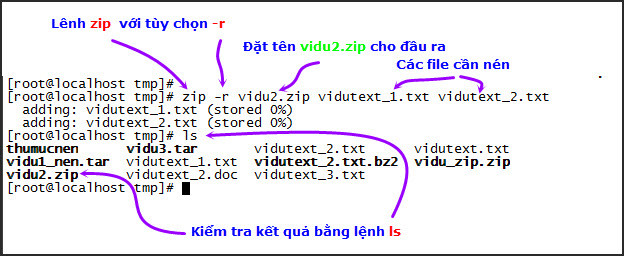 Lệnh zip với tùy chọn -r
Đặt tên vidu2.zip cho đầu ra
Các file cần nén
[root@localhost tmp]#
[root@localhost tmp]# zip -r vidu2.zip vidutext_1.txt vidutext_2.txt
adding: vidutext_1.txt (stored 0%)
adding: vidutext_2.txt (stored 0%)
[root@localhost tmp]# ls
thumucnen vidu3.tar vidutext_2.txt vidutext.txt
vidu1_nen.tar vidutext_1.txt vidutext_2.txt.bz2 vidu_zip.zip
vidu2.zip vidutext_2.doc vidutext_3.txt
[root@localhost tmp]#
Kiểm tra kết quả bằng lệnh ls